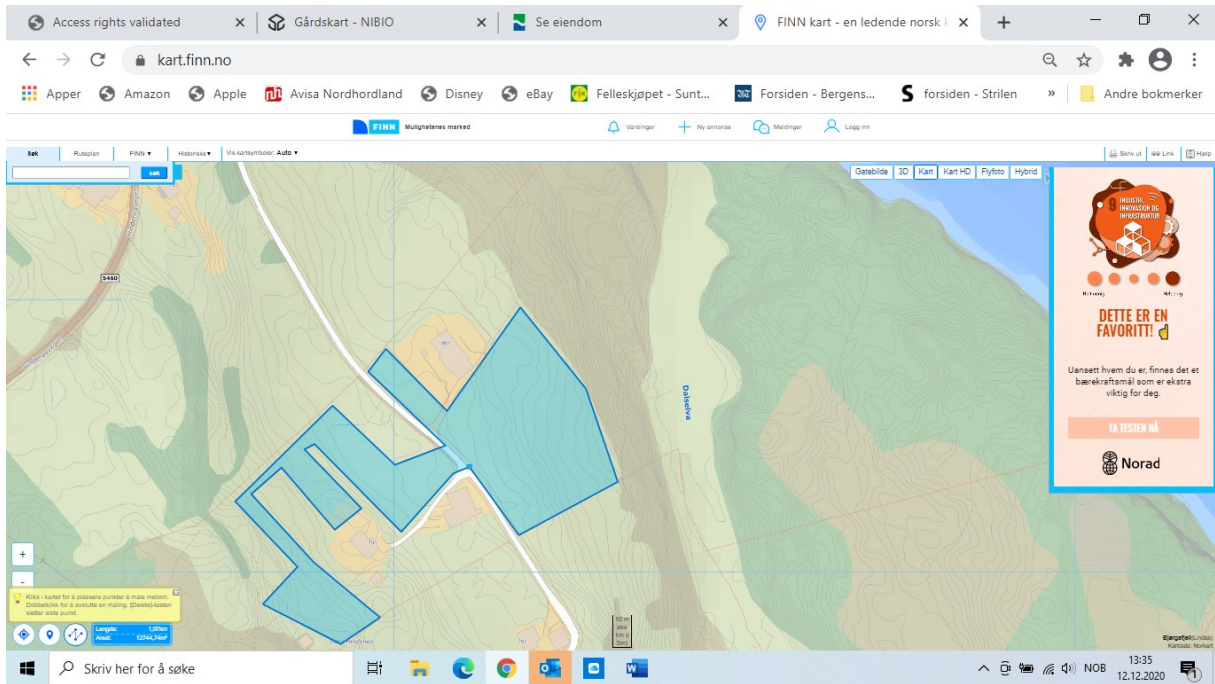 Access rights validated
Gårdskart - NIBIO
Se eiendom
FINN kart - en ledende norsk k
kart.finn.no
Apper
Amazon
Apple
Avisa Nordhordland
Disney
eBay
Felleskjøpet - Sunt...
Forsiden - Bergens...
forsiden - Strilen
»
Andre bokmerker
FINN
Mulighetenes marked
Varslinger
Ny annonse
Meldinger
Logg inn
Søk
Ruteplan
FINN ▾
Historiske ▾
Vis kartsymboler: Auto ▾
Skriv ut
Link
Hjelp
søk
Gatebilde
3D
Kart
Kart HD
Flyfoto
Hybrid
5460
Dalselva
9 INDUSTRI,
INNOVASJON OG
INFRASTRUKTUR
DETTE ER EN
FAVORITT!
Uansett hvem du er, finnes det et
bærekraftsmål som er ekstra
viktig for deg.
TA TESTEN NÅ
Norad
+
-
Klikk i kartet for å plassere punkter å måle mellom.
Dobbelklikk for å avslutte en måling. [Delete]-tasten
sletter siste punkt.
Lengde: 1,07km
Areal: 12744,74m²
50 m
Bjørgafjell (Lindås)
Kartdata: Norkart
Skriv her for å søke
NOB
13:35
12.12.2020
1